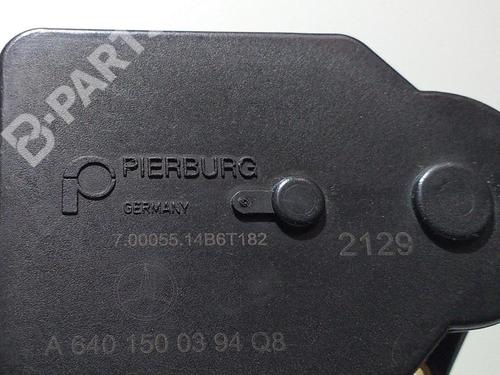 B-PARTS
PIERBURG
GERMANY
7.00055.14B6T182
2129
A 640 150 03 94 Q8